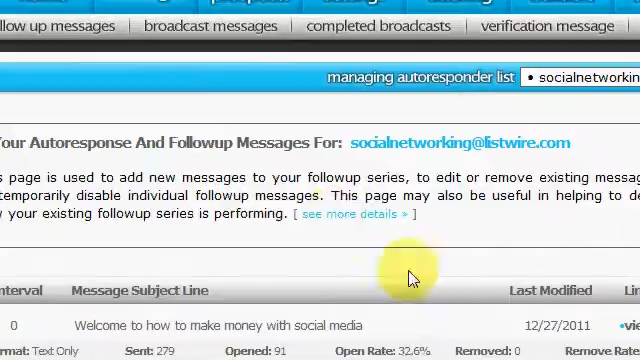 llow up messages | broadcast messages | completed broadcasts | verification message
managing autoresponder list • socialnetworkin
Your Autoresponse And Followup Messages For: socialnetworking@listwire.com
s page is used to add new messages to your followup series, to edit or remove existing messag
temporarily disable individual followup messages. This page may also be useful in helping to de
w your existing followup series is performing. [ see more details » ]
nterval Message Subject Line Last Modified Lin
0 Welcome to how to make money with social media 12/27/2011 •vie
ormat: Text Only Sent: 279 Opened: 91 Open Rate: 32.6% Removed: 0 Remove Ra